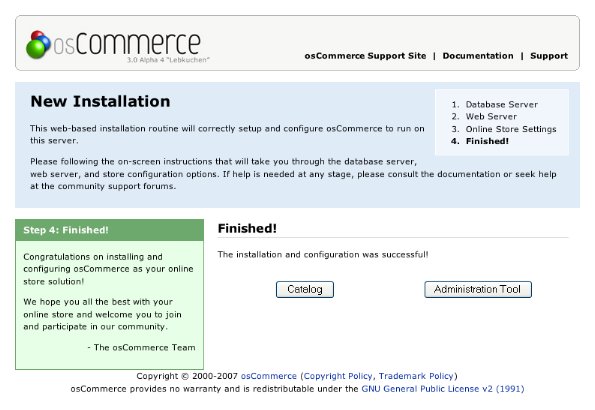 osCommerce
3.0 Alpha 4 "Lebkuchen"
osCommerce Support Site | Documentation | Support
New Installation
This web-based installation routine will correctly setup and configure osCommerce to run on
this server.
Please following the on-screen instructions that will take you through the database server,
web server, and store configuration options. If help is needed at any stage, please consult the documentation or seek help
at the community support forums.
1. Database Server
2. Web Server
3. Online Store Settings
4. Finished!
Step 4: Finished!
Congratulations on installing and
configuring osCommerce as your online
store solution!
We hope you all the best with your
online store and welcome you to join
and participate in our community.
- The osCommerce Team
Finished!
The installation and configuration was successful!
Catalog
Administration Tool
Copyright © 2000-2007 osCommerce (Copyright Policy, Trademark Policy)
osCommerce provides no warranty and is redistributable under the GNU General Public License v2 (1991)